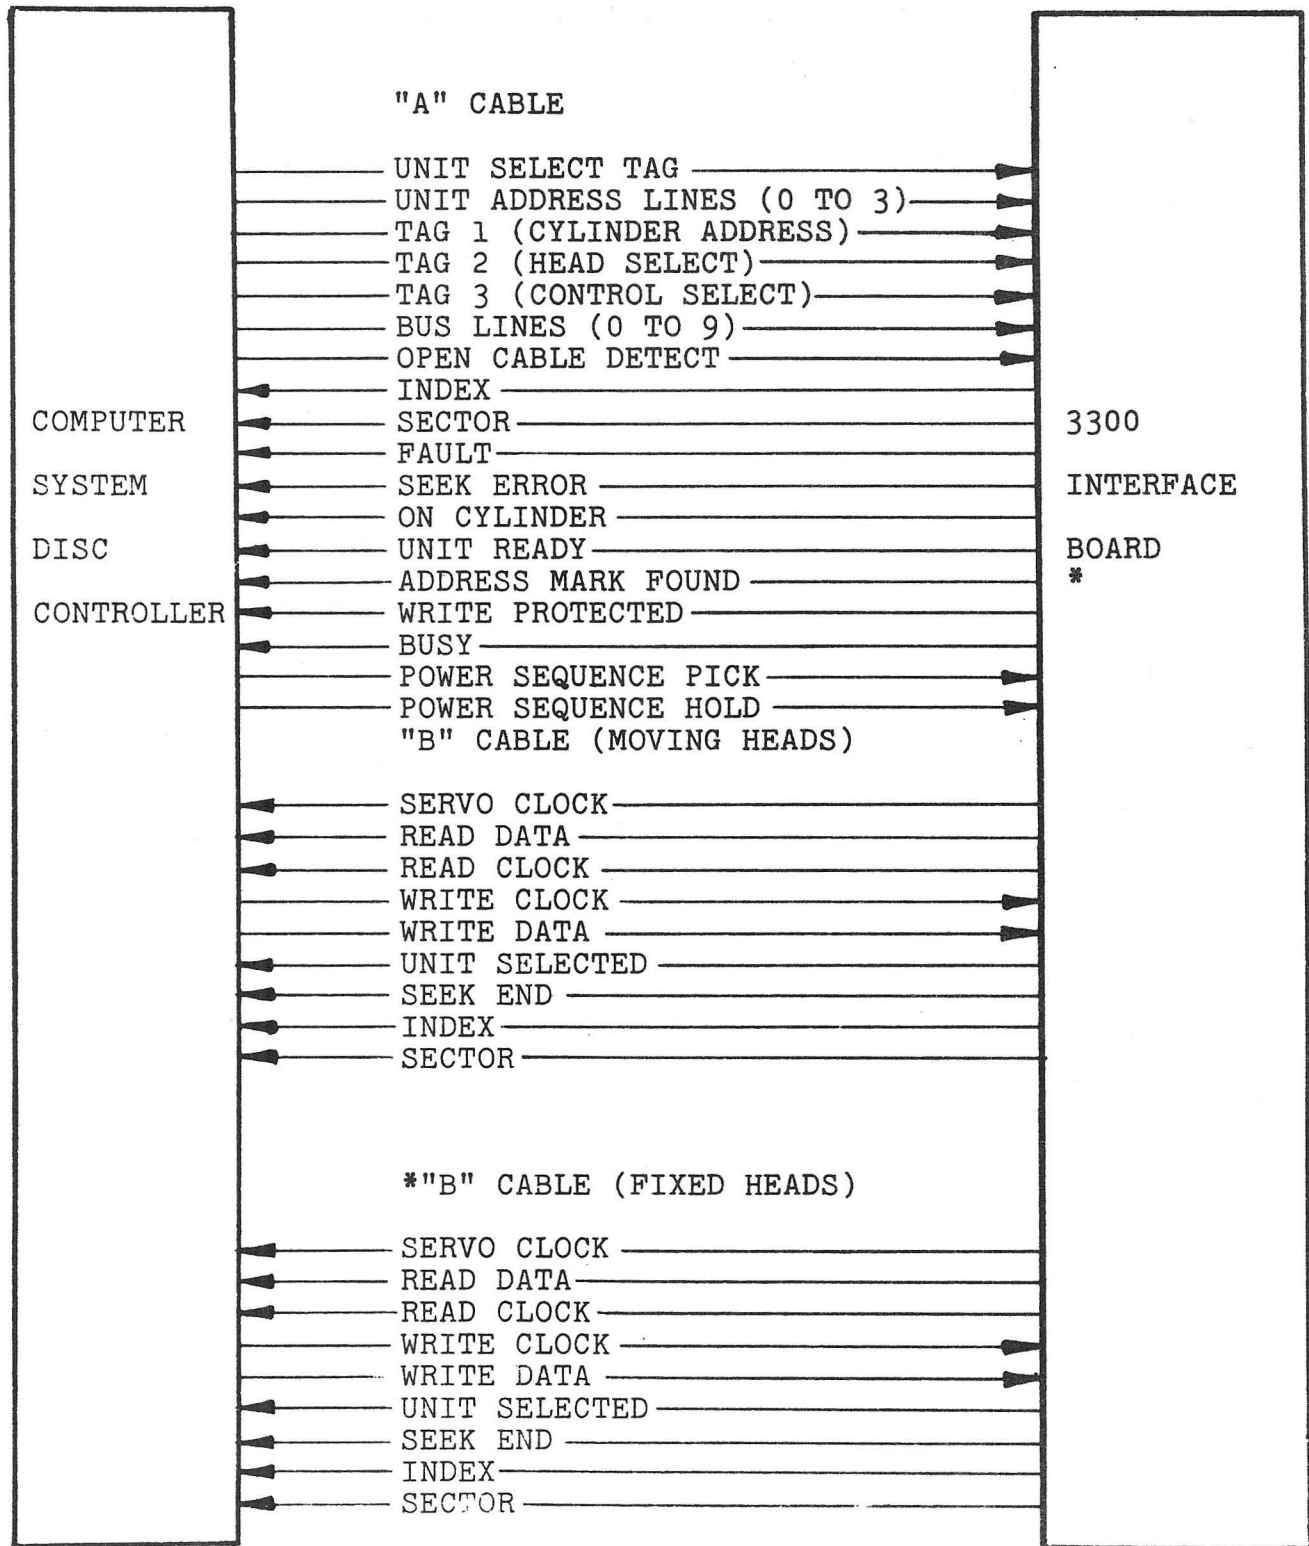 "A" CABLE
UNIT SELECT TAG
UNIT ADDRESS LINES (0 TO 3)
TAG 1 (CYLINDER ADDRESS)
TAG 2 (HEAD SELECT)
TAG 3 (CONTROL SELECT)
BUS LINES (0 TO 9)
OPEN CABLE DETECT
INDEX
COMPUTER SECTOR 3300
FAULT
SYSTEM SEEK ERROR INTERFACE
ON CYLINDER
DISC UNIT READY BOARD
ADDRESS MARK FOUND *
CONTROLLER WRITE PROTECTED
BUSY
POWER SEQUENCE PICK
POWER SEQUENCE HOLD
"B" CABLE (MOVING HEADS)
SERVO CLOCK
READ DATA
READ CLOCK
WRITE CLOCK
WRITE DATA
UNIT SELECTED
SEEK END
INDEX
SECTOR
*"B" CABLE (FIXED HEADS)
SERVO CLOCK
READ DATA
READ CLOCK
WRITE CLOCK
WRITE DATA
UNIT SELECTED
SEEK END
INDEX
SECTOR